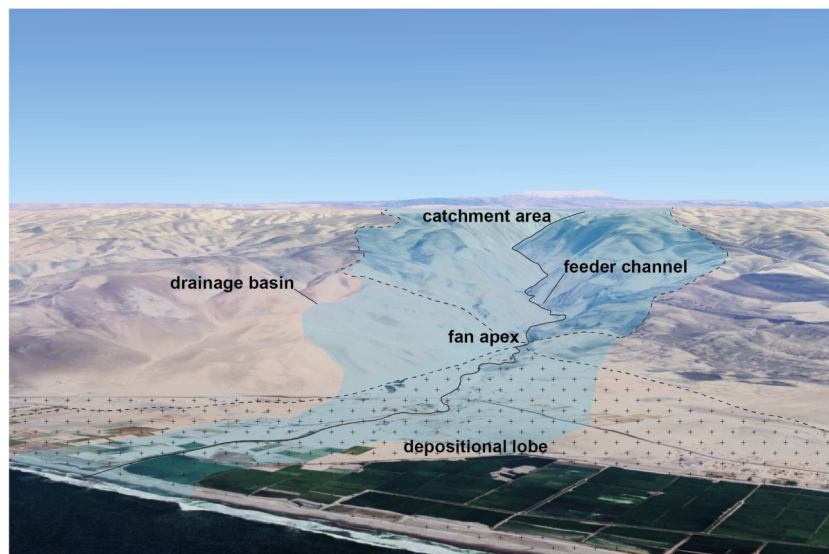 catchment area
feeder channel
drainage basin
fan apex
depositional lobe